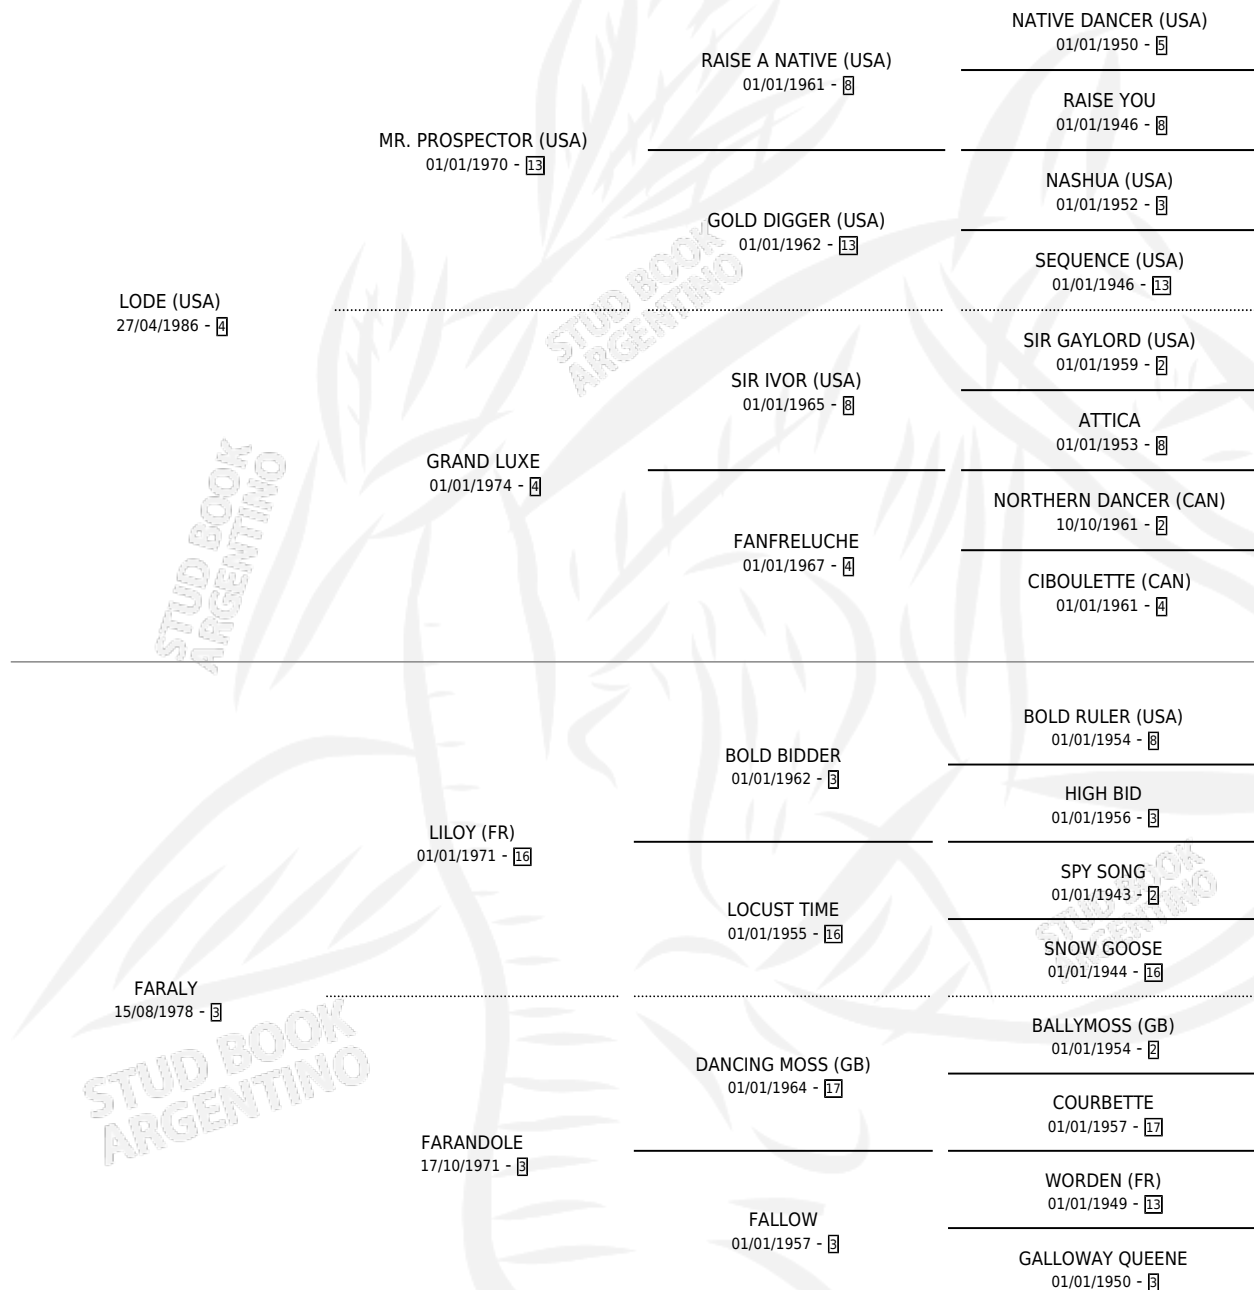 NATIVE DANCER (USA)
01/01/1950 - 5
RAISE A NATIVE (USA)
01/01/1961 - 8
RAISE YOU
01/01/1946 - 8
MR. PROSPECTOR (USA)
01/01/1970 - 13
NASHUA (USA)
01/01/1952 - 3
GOLD DIGGER (USA)
01/01/1962 - 13
SEQUENCE (USA)
01/01/1946 - 13
LODE (USA)
27/04/1986 - 4
STUD BOOK
ARGENTINO
SIR GAYLORD (USA)
01/01/1959 - 2
SIR IVOR (USA)
01/01/1965 - 8
ATTICA
01/01/1953 - 8
GRAND LUXE
01/01/1974 - 4
NORTHERN DANCER (CAN)
10/10/1961 - 2
FANFRELUCHE
01/01/1967 - 4
CIBOULETTE (CAN)
01/01/1961 - 4
STUD BOOK
ARGENTINO
BOLD RULER (USA)
01/01/1954 - 8
BOLD BIDDER
01/01/1962 - 3
HIGH BID
01/01/1956 - 3
LILOY (FR)
01/01/1971 - 16
SPY SONG
01/01/1943 - 2
LOCUST TIME
01/01/1955 - 16
SNOW GOOSE
01/01/1944 - 16
STUD BOOK
ARGENTINO
FARALY
15/08/1978 - 3
BALLYMOSS (GB)
01/01/1954 - 2
DANCING MOSS (GB)
01/01/1964 - 17
COURBETTE
01/01/1957 - 17
STUD BOOK
ARGENTINO
FARANDOLE
17/10/1971 - 3
WORDEN (FR)
01/01/1949 - 13
FALLOW
01/01/1957 - 3
GALLOWAY QUEENE
01/01/1950 - 3